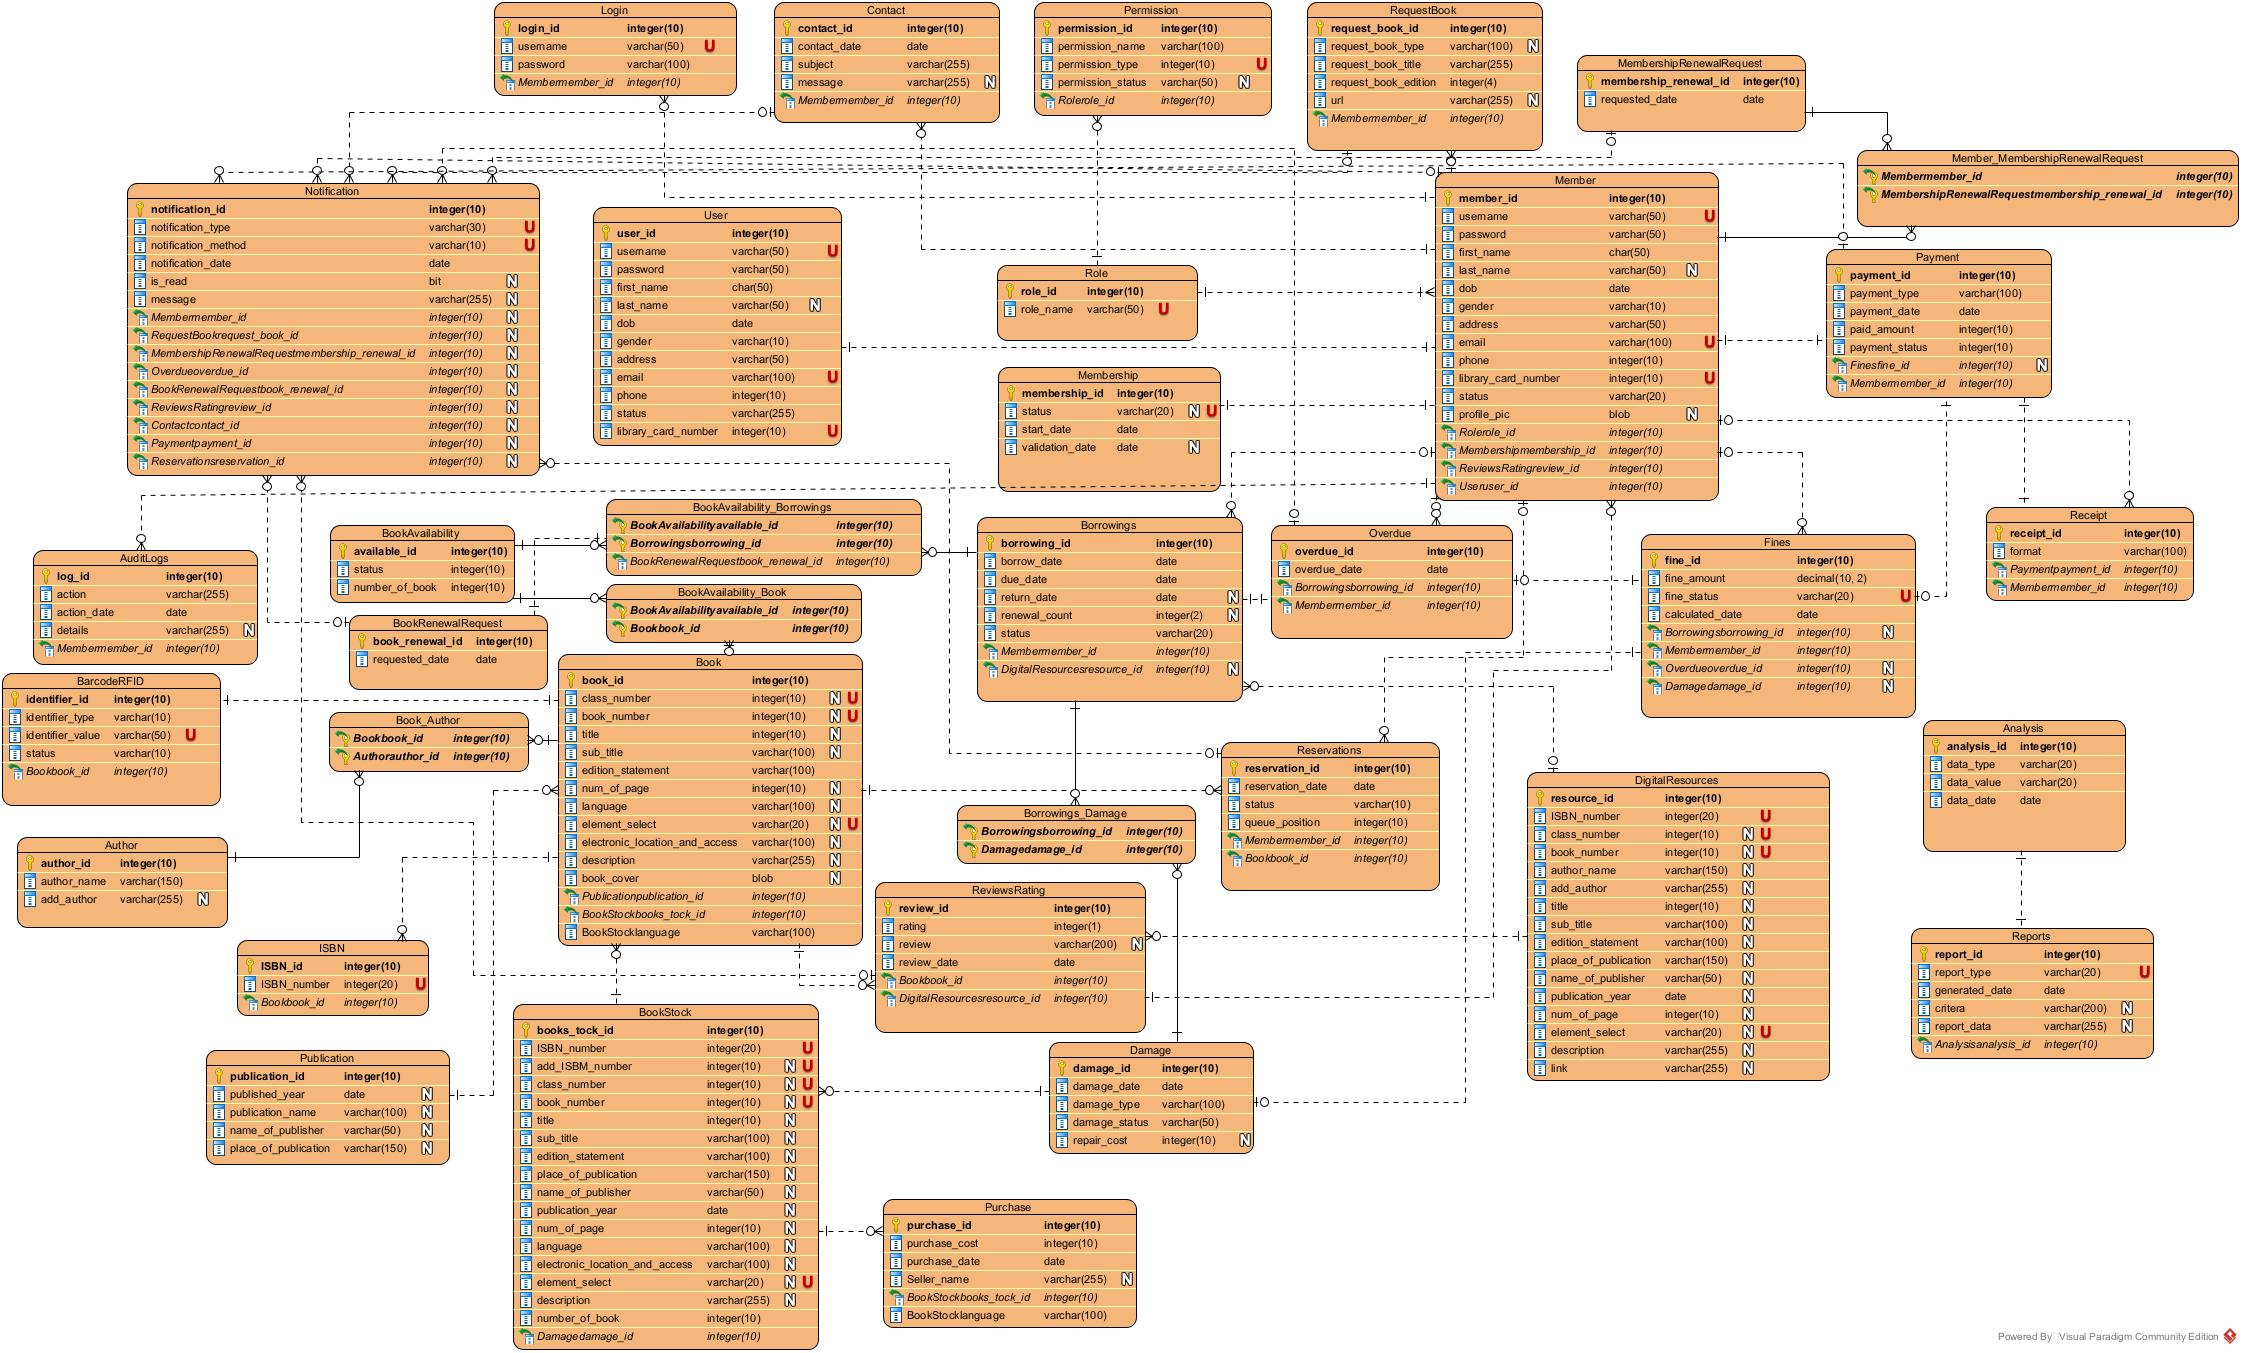 Login
login_id integer(10)
username varchar(50) U
password varchar(100)
Membermember_id integer(10)
Contact
contact_id integer(10)
contact_date date
subject varchar(255)
message varchar(255) N
Membermember_id integer(10)
Permission
permission_id integer(10)
permission_name varchar(100)
permission_type integer(10) U
permission_status varchar(50) N
Rolerole_id integer(10)
RequestBook
request_book_id integer(10)
request_book_type varchar(100) N
request_book_title varchar(255)
request_book_edition integer(4)
url varchar(255) N
Membermember_id integer(10)
MembershipRenewalRequest
membership_renewal_id integer(10)
requested_date date
Member_MembershipRenewalRequest
Membermember_id integer(10)
MembershipRenewalRequestmembership_renewal_id integer(10)
Notification
notification_id integer(10)
notification_type varchar(30) U
notification_method varchar(10) U
notification_date date
is_read bit N
message varchar(255) N
Membermember_id integer(10) N
RequestBookrequest_book_id integer(10) N
MembershipRenewalRequestmembership_renewal_id integer(10) N
Overdueoverdue_id integer(10) N
BookRenewalRequestbook_renewal_id integer(10) N
ReviewsRatingreview_id integer(10) N
Contactcontact_id integer(10) N
Paymentpayment_id integer(10) N
Reservationsreservation_id integer(10) N
User
user_id integer(10)
username varchar(50) U
password varchar(50)
first_name char(50)
last_name varchar(50) N
dob date
gender varchar(10)
address varchar(50)
email varchar(100) U
phone integer(10)
status varchar(255)
library_card_number integer(10) U
Role
role_id integer(10)
role_name varchar(50) U
Membership
membership_id integer(10)
status varchar(20) N U
start_date date
validation_date date N
Member
member_id integer(10)
username varchar(50) U
password varchar(50)
first_name char(50)
last_name varchar(50) N
dob date
gender varchar(10)
address varchar(50)
email varchar(100) U
phone integer(10)
library_card_number integer(10) U
status varchar(20)
profile_pic blob N
Rolerole_id integer(10)
Membershipmembership_id integer(10)
ReviewsRatingreview_id integer(10)
Useruser_id integer(10)
Payment
payment_id integer(10)
payment_type varchar(100)
payment_date date
paid_amount integer(10)
payment_status integer(10)
Finesfine_id integer(10) N
Membermember_id integer(10)
BookAvailability_Borrowings
BookAvailabilityavailable_id integer(10)
Borrowingsborrowing_id integer(10)
BookRenewalRequestbook_renewal_id integer(10)
BookAvailability
available_id integer(10)
status integer(10)
number_of_book integer(10)
BookAvailability_Book
BookAvailabilityavailable_id integer(10)
Bookbook_id integer(10)
AuditLogs
log_id integer(10)
action varchar(255)
action_date date
details varchar(255) N
Membermember_id integer(10)
BookRenewalRequest
book_renewal_id integer(10)
requested_date date
Borrowings
borrowing_id integer(10)
borrow_date date
due_date date
return_date date N
renewal_count integer(2) N
status varchar(20)
Membermember_id integer(10)
DigitalResourcesresource_id integer(10) N
Overdue
overdue_id integer(10)
overdue_date date
Borrowingsborrowing_id integer(10)
Membermember_id integer(10)
Fines
fine_id integer(10)
fine_amount decimal(10, 2)
fine_status varchar(20) U
calculated_date date
Borrowingsborrowing_id integer(10) N
Membermember_id integer(10)
Overdueoverdue_id integer(10) N
Damagedamage_id integer(10) N
Receipt
receipt_id integer(10)
format varchar(100)
Paymentpayment_id integer(10)
Membermember_id integer(10)
BarcodeRFID
identifier_id integer(10)
identifier_type varchar(10)
identifier_value varchar(50) U
status varchar(10)
Bookbook_id integer(10)
Book_Author
Bookbook_id integer(10)
Authorauthor_id integer(10)
Book
book_id integer(10)
class_number integer(10) N U
book_number integer(10) N U
title integer(10) N
sub_title varchar(100) N
edition_statement varchar(100)
num_of_page integer(10) N
language varchar(100) N
element_select varchar(20) N U
electronic_location_and_access varchar(100) N
description varchar(255) N
book_cover blob N
Publicationpublication_id integer(10)
BookStockbooks_tock_id integer(10)
BookStocklanguage varchar(100)
Author
author_id integer(10)
author_name varchar(150)
add_author varchar(255) N
ISBN
ISBN_id integer(10)
ISBN_number integer(20) U
Bookbook_id integer(10)
Publication
publication_id integer(10)
published_year date N
publication_name varchar(100) N
name_of_publisher varchar(50) N
place_of_publication varchar(150) N
Borrowings_Damage
Borrowingsborrowing_id integer(10)
Damagedamage_id integer(10)
Reservations
reservation_id integer(10)
reservation_date date
status varchar(10)
queue_position integer(10)
Membermember_id integer(10)
Bookbook_id integer(10)
ReviewsRating
review_id integer(10)
rating integer(1)
review varchar(200) N
review_date date
Bookbook_id integer(10)
DigitalResourcesresource_id integer(10)
DigitalResources
resource_id integer(10)
ISBN_number integer(20) U
class_number integer(10) N U
book_number integer(10) N U
author_name varchar(150) N
add_author varchar(255) N
title integer(10) N
sub_title varchar(100) N
edition_statement varchar(100) N
place_of_publication varchar(150) N
name_of_publisher varchar(50) N
publication_year date N
num_of_page integer(10) N
element_select varchar(20) N U
description varchar(255) N
link varchar(255) N
Analysis
analysis_id integer(10)
data_type varchar(20)
data_value varchar(20)
data_date date
Reports
report_id integer(10)
report_type varchar(20) U
generated_date date
critera varchar(200) N
report_data varchar(255) N
Analysisanalysis_id integer(10)
BookStock
books_tock_id integer(10)
ISBN_number integer(20) U
add_ISBM_number integer(10) N U
class_number integer(10) N U
book_number integer(10) N U
title integer(10) N
sub_title varchar(100) N
edition_statement varchar(100) N
place_of_publication varchar(150) N
name_of_publisher varchar(50) N
publication_year date N
num_of_page integer(10) N
language varchar(100) N
electronic_location_and_access varchar(100) N
element_select varchar(20) N U
description varchar(255) N
number_of_book integer(10)
Damagedamage_id integer(10)
Damage
damage_id integer(10)
damage_date date
damage_type varchar(100)
damage_status varchar(50)
repair_cost integer(10) N
Purchase
purchase_id integer(10)
purchase_cost integer(10)
purchase_date date
Seller_name varchar(255) N
BookStockbooks_tock_id integer(10)
BookStocklanguage varchar(100)
Powered By Visual Paradigm Community Edition